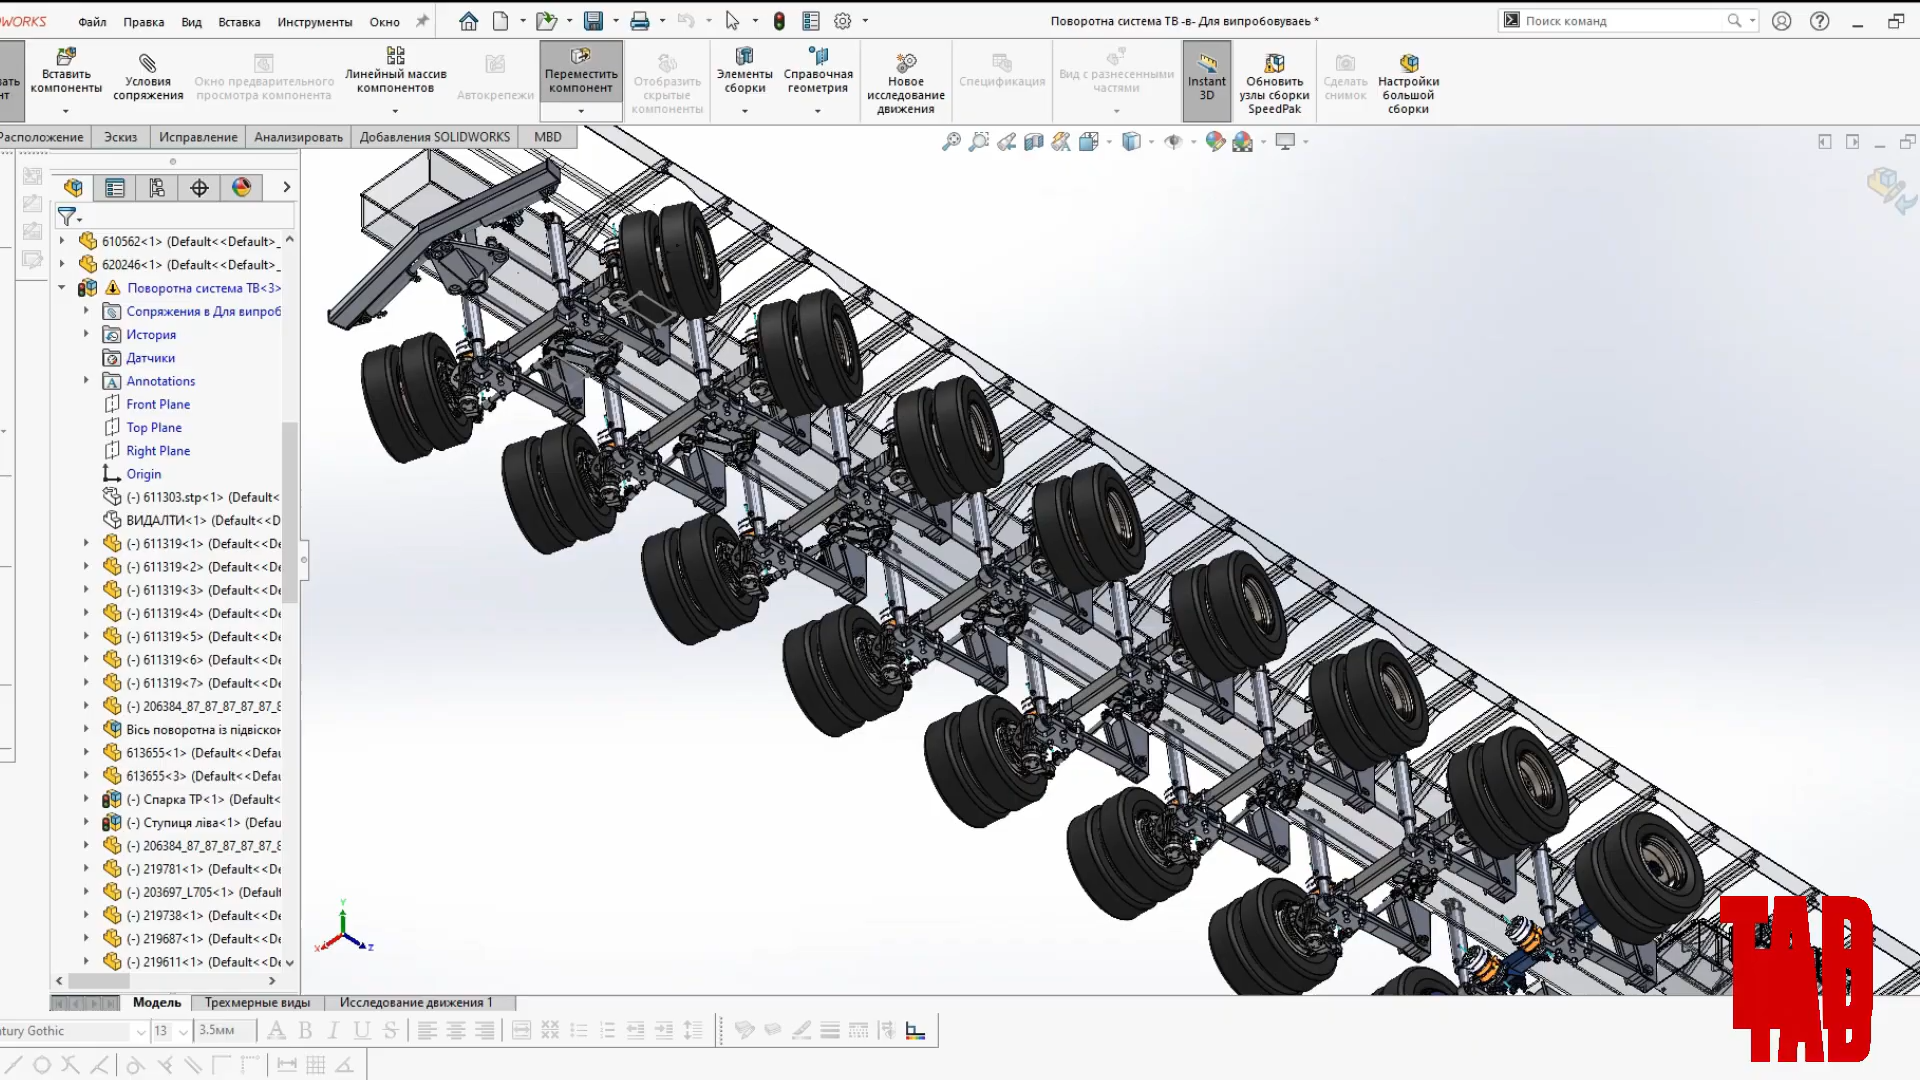 WORKS
Файл Правка Вид Вставка Инструменты Окно
Поворотна система ТВ -в- Для випробовуваеь *
Поиск команд
Вставить компоненты
Условия сопряжения
Окно предварительного просмотра компонента
Линейный массив компонентов
Автокрепежи
Переместить компонент
Отобразить скрытые компоненты
Элементы сборки
Справочная геометрия
Новое исследование движения
Спецификация
Вид с разнесенными частями
Instant 3D
Обновить узлы сборки SpeedPak
Сделать снимок
Настройки большой сборки
Расположение Эскиз Исправление Анализировать Добавления SOLIDWORKS MBD
610562<1> (Default<<Default>_
620246<1> (Default<<Default>_
Поворотна система ТВ<3>
Сопряжения в Для випроб
История
Датчики
Annotations
Front Plane
Top Plane
Right Plane
Origin
(-) 611303.stp<1> (Default<
ВИДАЛТИ<1> (Default<<D
(-) 611319<1> (Default<<De
(-) 611319<2> (Default<<De
(-) 611319<3> (Default<<De
(-) 611319<4> (Default<<De
(-) 611319<5> (Default<<De
(-) 611319<6> (Default<<De
(-) 611319<7> (Default<<De
(-) 206384_87_87_87_87_87_8
Вісь поворотна із підвіскон
613655<1> (Default<<Defau
613655<3> (Default<<Defau
(-) Спарка ТР<1> (Default<
(-) Ступиця ліва<1> (Defau
(-) 206384_87_87_87_87_87_8
(-) 219781<1> (Default<<De
(-) 203697_L705<1> (Default
(-) 219738<1> (Default<<De
(-) 219687<1> (Default<<De
(-) 219611<1> (Default<<De
Y
X
Z
TAD
TAD
Модель Трехмерные виды Исследование движения 1
tury Gothic 13 3.5мм A B I U S